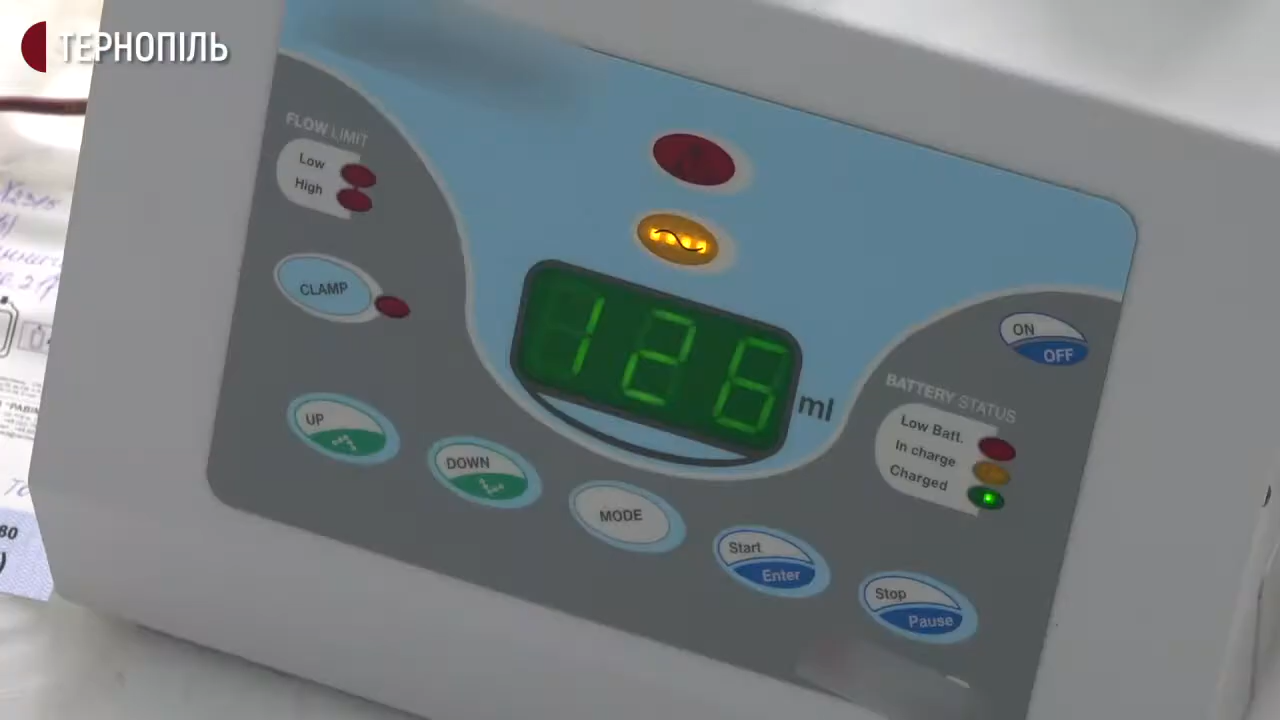 ТЕРНОПІЛЬ
FLOW LIMIT
Low
High
CLAMP
128 ml
ON
OFF
BATTERY STATUS
Low Batt.
In charge
Charged
UP
DOWN
MODE
Start
Enter
Stop
Pause